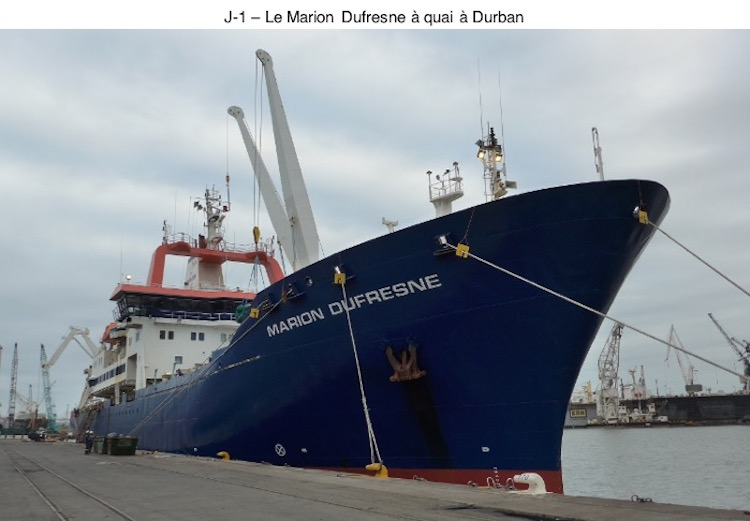 J-1 – Le Marion Dufresne à quai à Durban
MARION DUFRESNE